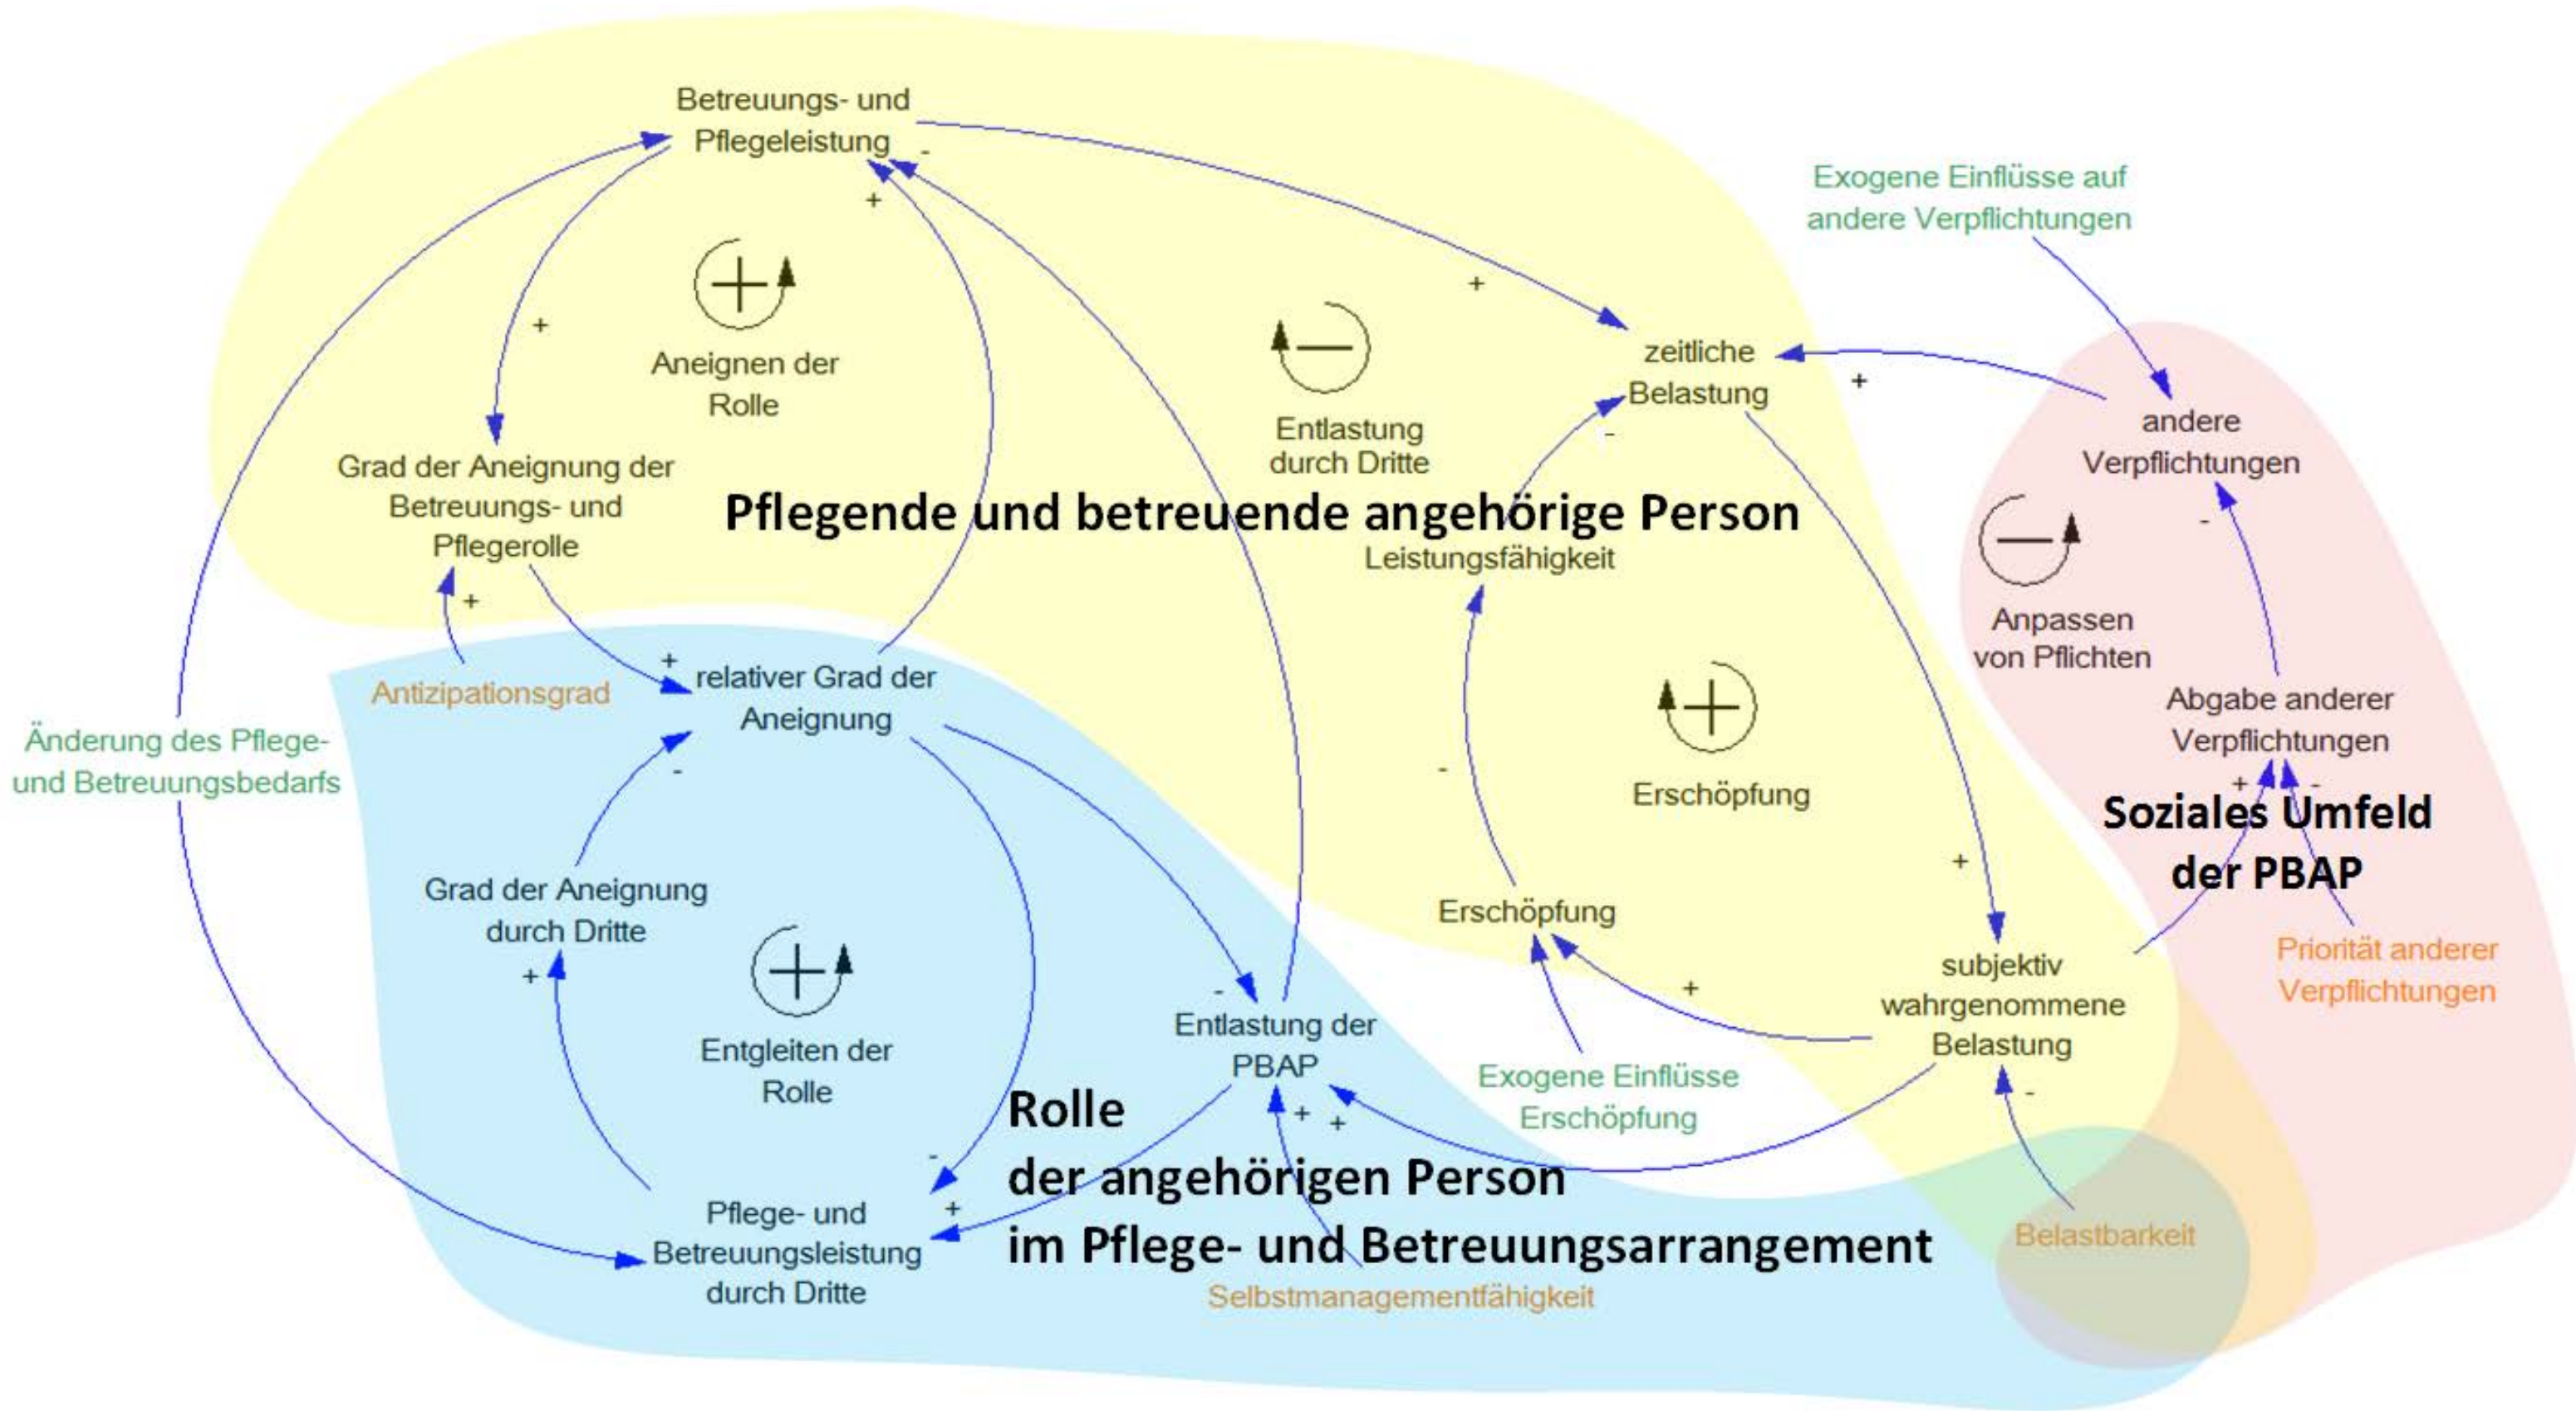 Betreuungs- und
Pflegeleistung
-
+
+
Exogene Einflüsse auf
andere Verpflichtungen
+
Aneignen der
Rolle
Entlastung
durch Dritte
zeitliche
Belastung
+
-
andere
Verpflichtungen
-
Grad der Aneignung der
Betreuungs- und
Pflegerolle
+
Pflegende und betreuende angehörige Person
Leistungsfähigkeit
-
Anpassen
von Pflichten
Antizipationsgrad
+
relativer Grad der
Aneignung
-
Änderung des Pflege-
und Betreuungsbedarfs
Erschöpfung
Abgabe anderer
Verpflichtungen
+
-
Soziales Umfeld
der PBAP
Grad der Aneignung
durch Dritte
+
Erschöpfung
+
+
Priorität anderer
Verpflichtungen
subjektiv
wahrgenommene
Belastung
-
Entgleiten der
Rolle
-
Entlastung der
PBAP
+
+
Exogene Einflüsse
Erschöpfung
Rolle
der angehörigen Person
im Pflege- und Betreuungsarrangement
-
+
Pflege- und
Betreuungsleistung
durch Dritte
Belastbarkeit
Selbstmanagementfähigkeit